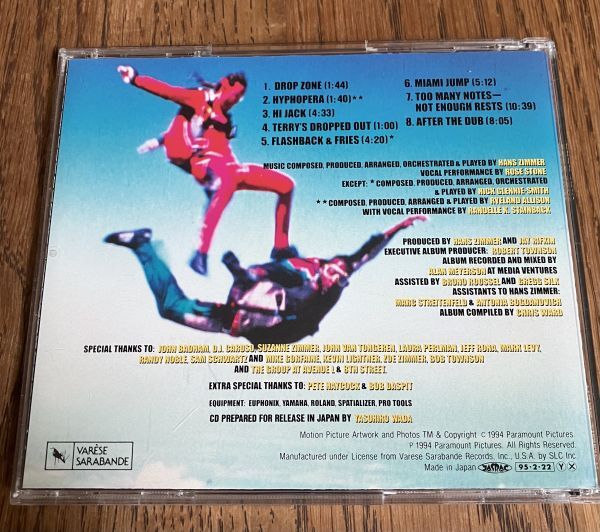 1. DROP ZONE (1:44)
2. HYPHOPERA (1:40)**
3. HI JACK (4:33)
4. TERRY'S DROPPED OUT (1:00)
5. FLASHBACK & FRIES (4:20)*
6. MIAMI JUMP (5:12)
7. TOO MANY NOTES—
NOT ENOUGH RESTS (10:39)
8. AFTER THE DUB (8:05)
MUSIC COMPOSED, PRODUCED, ARRANGED, ORCHESTRATED & PLAYED BY HANS ZIMMER
VOCAL PERFORMANCE BY ROSE STONE
EXCEPT: * COMPOSED, PRODUCED, ARRANGED, ORCHESTRATED
& PLAYED BY NICK GLENNIE-SMITH
** COMPOSED, PRODUCED, ARRANGED & PLAYED BY RYELAND ALLISON
WITH VOCAL PERFORMANCE BY RANDELLE K. STAINBACK
PRODUCED BY HANS ZIMMER AND JAY RIFKIN
EXECUTIVE ALBUM PRODUCER: ROBERT TOWNSON
ALBUM RECORDED AND MIXED BY
ALAN MEYERSON AT MEDIA VENTURES
ASSISTED BY BRUNO ROUSSEL AND GREGG SILK
ASSISTANTS TO HANS ZIMMER:
MARC STREITENFELD & ANTONIA BOGDANOVICH
ALBUM COMPILED BY CHRIS WARD
SPECIAL THANKS TO: JOHN BADHAM, D.J. CARUSO, SUZANNE ZIMMER, JOHN VAN TONGEREN, LAURA PERLMAN, JEFF RONA, MARK LEVY,
RANDY NOBLE, SAM SCHWARTZ AND MIKE GORFAINE, KEVIN LIGHTNER, ZOE ZIMMER, BOB TOWNSON
AND THE GROUP AT AVENUE L & 8TH STREET.
EXTRA SPECIAL THANKS TO: PETE HAYCOCK & BOB DASPIT
EQUIPMENT: EUPHONIX, YAMAHA, ROLAND, SPATIALIZER, PRO TOOLS
CD PREPARED FOR RELEASE IN JAPAN BY YASUHIRO WADA
Motion Picture Artwork and Photos TM & Copyright © 1994 Paramount Pictures
℗ 1994 Paramount Pictures. All Rights Reserved.
Manufactured under License from Varese Sarabande Records, Inc., U.S.A. by SLC Inc
Made in Japan JASRAC 95·2·22 Y X
VARÈSE
SARABANDE